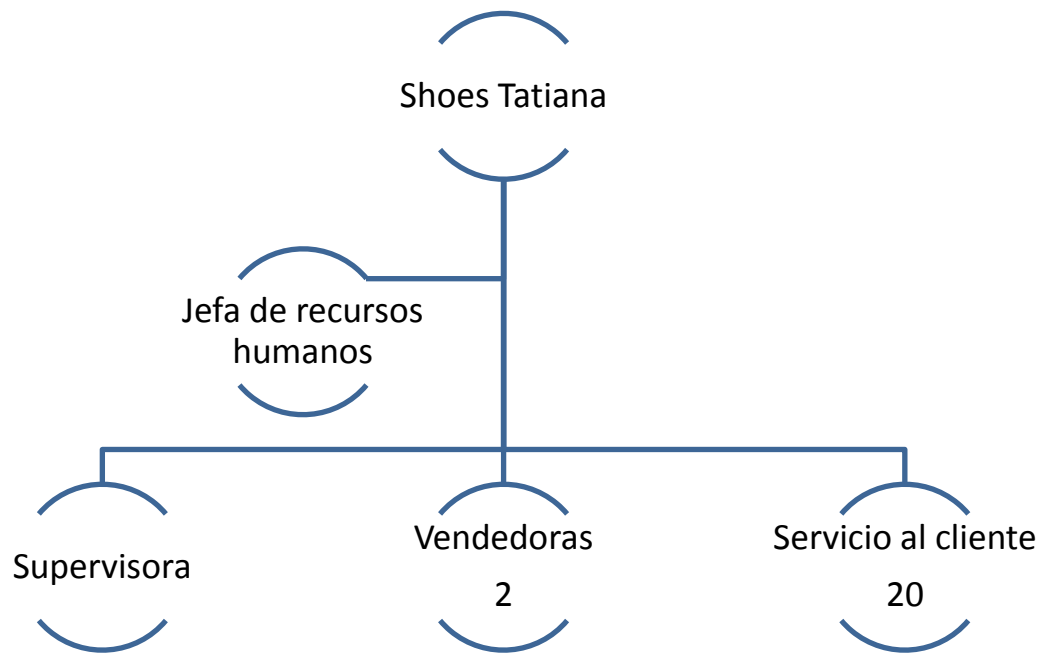 Shoes Tatiana
Jefa de recursos
humanos
Supervisora
Vendedoras
2
Servicio al cliente
20